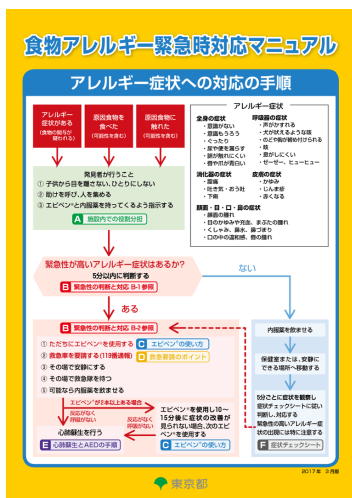 食物アレルギー緊急時対応マニュアル
アレルギー症状への対応の手順
アレルギー
症状がある
(食物の関与が
疑われる)
原因食物を
食べた
(可能性を含む)
原因食物に
触れた
(可能性を含む)
発見者が行うこと
① 子供から目を離さない、ひとりにしない
② 助けを呼び、人を集める
③ エピペン®と内服薬を持ってくるよう指示する
A 施設内での役割分担
アレルギー症状
全身の症状
・意識がない
・意識もうろう
・ぐったり
・尿や便を漏らす
・脈が触れにくい
・唇や爪が青白い
呼吸器の症状
・声がかすれる
・犬が吠えるような咳
・のどや胸が締め付けられる
・咳
・息がしにくい
・ゼーゼー、ヒューヒュー
消化器の症状
・腹痛
・吐き気・おう吐
・下痢
皮膚の症状
・かゆみ
・じんま疹
・赤くなる
顔面・目・口・鼻の症状
・顔面の腫れ
・目のかゆみや充血、まぶたの腫れ
・くしゃみ、鼻水、鼻づまり
・口の中の違和感、唇の腫れ
緊急性が高いアレルギー症状はあるか?
5分以内に判断する
B 緊急性の判断と対応 B-1参照
ない
ある
B 緊急性の判断と対応 B-2参照
① ただちにエピペン®を使用する C エピペン®の使い方
② 救急車を要請する(119番通報) D 救急要請のポイント
③ その場で安静にする
④ その場で救急隊を待つ
⑤ 可能なら内服薬を飲ませる
エピペン®が2本以上ある場合
反応がなく
呼吸がない
反応がなく
呼吸がない
心肺蘇生を行う
E 心肺蘇生とAEDの手順
エピペン®を使用し10~
15分後に症状の改善が
見られない場合、次のエピ
ペン®を使用する
C エピペン®の使い方
内服薬を飲ませる
保健室または、安静に
できる場所へ移動する
5分ごとに症状を観察し
症状チェックシートに従い
判断し、対応する
緊急性の高いアレルギー症
状の出現には特に注意する
F 症状チェックシート
2017年 3月版
東京都